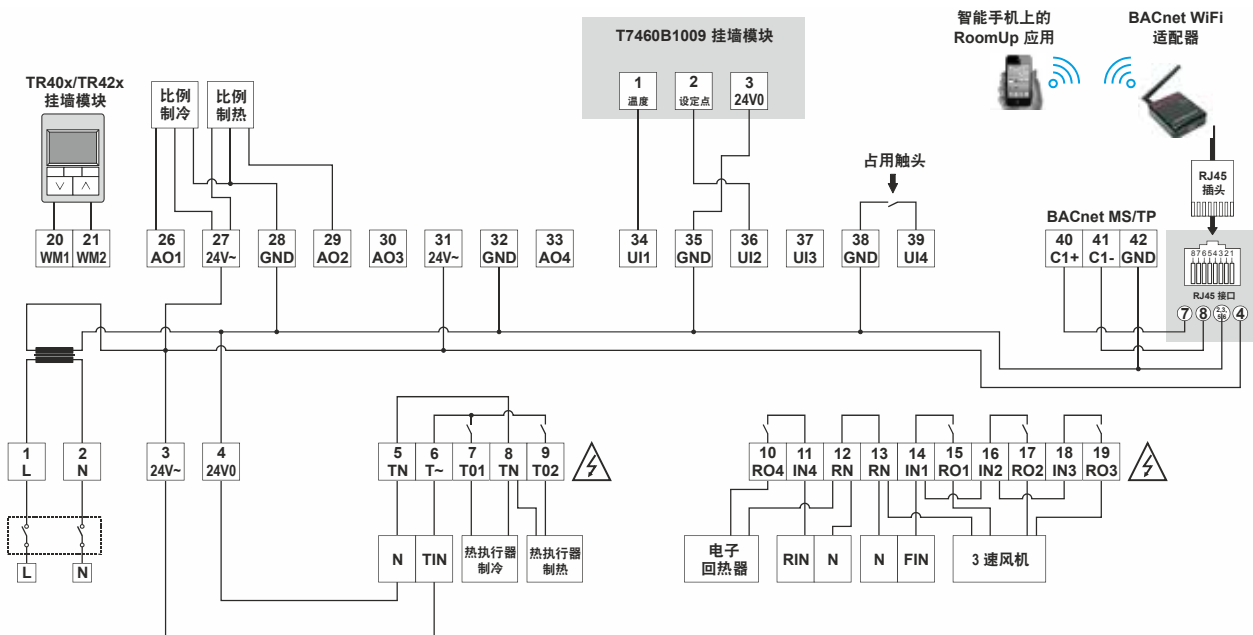 智能手机上的
RoomUp 应用
BACnet WiFi
适配器
T7460B1009 挂墙模块
1
温度
2
设定点
3
24V0
TR40x/TR42x
挂墙模块
比例
制冷
比例
制热
占用触头
RJ45
插头
BACnet MS/TP
20
WM1
21
WM2
26
AO1
27
24V~
28
GND
29
AO2
30
AO3
31
24V~
32
GND
33
AO4
34
UI1
35
GND
36
UI2
37
UI3
38
GND
39
UI4
40
C1+
41
C1-
42
GND
87654321
RJ45 接口
7
8
2,3,
5,6
4
1
L
2
N
3
24V~
4
24V0
5
TN
6
T~
7
T01
8
TN
9
T02
10
RO4
11
IN4
12
RN
13
RN
14
IN1
15
RO1
16
IN2
17
RO2
18
IN3
19
RO3
L
N
N
TIN
热执行器
制冷
热执行器
制热
电子
回热器
RIN
N
N
FIN
3 速风机